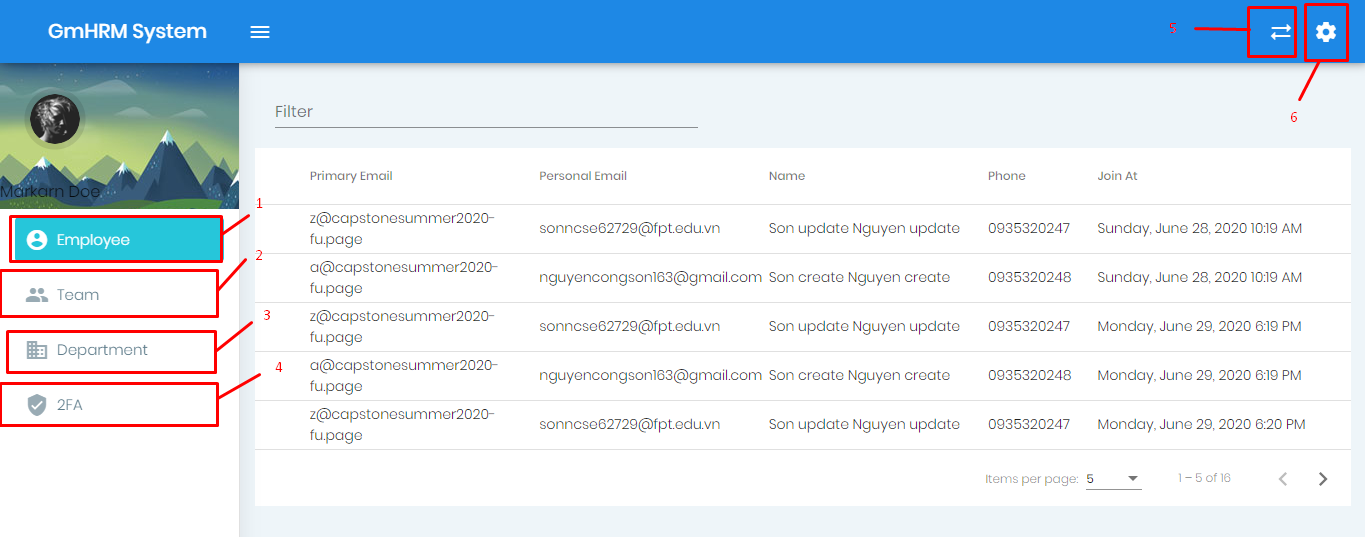 GmHRM System
5
6
Filter
Markarn Doe
Employee
1
Team
2
Department
3
2FA
4
Primary Email Personal Email Name Phone Join At
z@capstonesummer2020-
fu.page
sonncse62729@fpt.edu.vn Son update Nguyen update 0935320247 Sunday, June 28, 2020 10:19 AM
a@capstonesummer2020-
fu.page
nguyencongson163@gmail.com Son create Nguyen create 0935320248 Sunday, June 28, 2020 10:19 AM
z@capstonesummer2020-
fu.page
sonncse62729@fpt.edu.vn Son update Nguyen update 0935320247 Monday, June 29, 2020 6:19 PM
a@capstonesummer2020-
fu.page
nguyencongson163@gmail.com Son create Nguyen create 0935320248 Monday, June 29, 2020 6:19 PM
z@capstonesummer2020-
fu.page
sonncse62729@fpt.edu.vn Son update Nguyen update 0935320247 Monday, June 29, 2020 6:20 PM
Items per page: 5 1 – 5 of 16